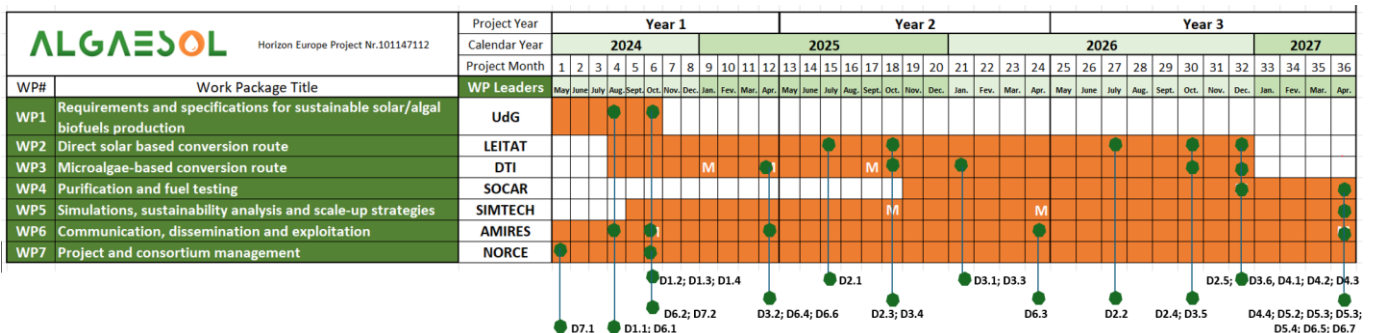 ALGAESOL
Horizon Europe Project Nr.101147112
Project Year Year 1 Year 2 Year 3
Calendar Year 2024 2025 2026 2027
Project Month 1 2 3 4 5 6 7 8 9 10 11 12 13 14 15 16 17 18 19 20 21 22 23 24 25 26 27 28 29 30 31 32 33 34 35 36
WP# Work Package Title WP Leaders May June July Aug. Sept. Oct. Nov. Dec. Jan. Fev. Mar. Apr. May June July Aug. Sept. Oct. Nov. Dec. Jan. Fev. Mar. Apr. May June July Aug. Sept. Oct. Nov. Dec. Jan. Fev. Mar. Apr.
WP1 Requirements and specifications for sustainable solar/algal
biofuels production UdG
WP2 Direct solar based conversion route LEITAT
WP3 Microalgae-based conversion route DTI M M
WP4 Purification and fuel testing SOCAR
WP5 Simulations, sustainability analysis and scale-up strategies SIMTECH M M
WP6 Communication, dissemination and exploitation AMIRES
WP7 Project and consortium management NORCE
D1.2; D1.3; D1.4 D2.1 D3.1; D3.3 D2.5; D3.6, D4.1; D4.2; D4.3
D6.2; D7.2 D3.2; D6.4; D6.6 D2.3; D3.4 D6.3 D2.2 D2.4; D3.5 D4.4; D5.2; D5.3; D5.3;
D7.1 D1.1; D6.1 D5.4; D6.5: D6.7